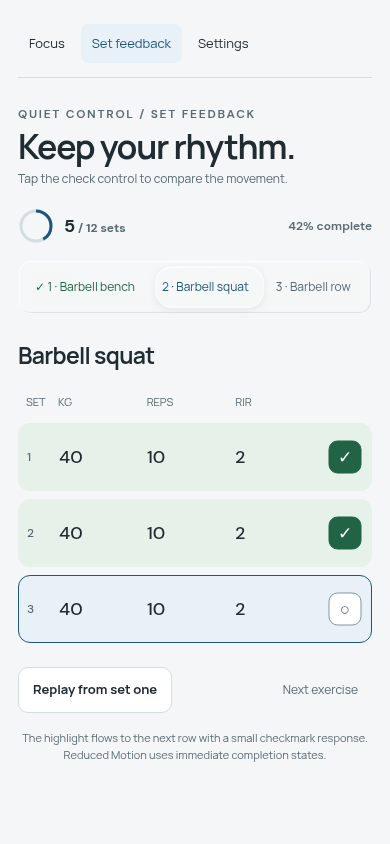 Focus Set feedback Settings
QUIET CONTROL / SET FEEDBACK
Keep your rhythm.
Tap the check control to compare the movement.
5 / 12 sets 42% complete
✓ 1 · Barbell bench 2 · Barbell squat 3 · Barbell row
Barbell squat
SET KG REPS RIR
1 40 10 2 ✓
2 40 10 2 ✓
3 40 10 2 ○
Replay from set one Next exercise
The highlight flows to the next row with a small checkmark response.
Reduced Motion uses immediate completion states.